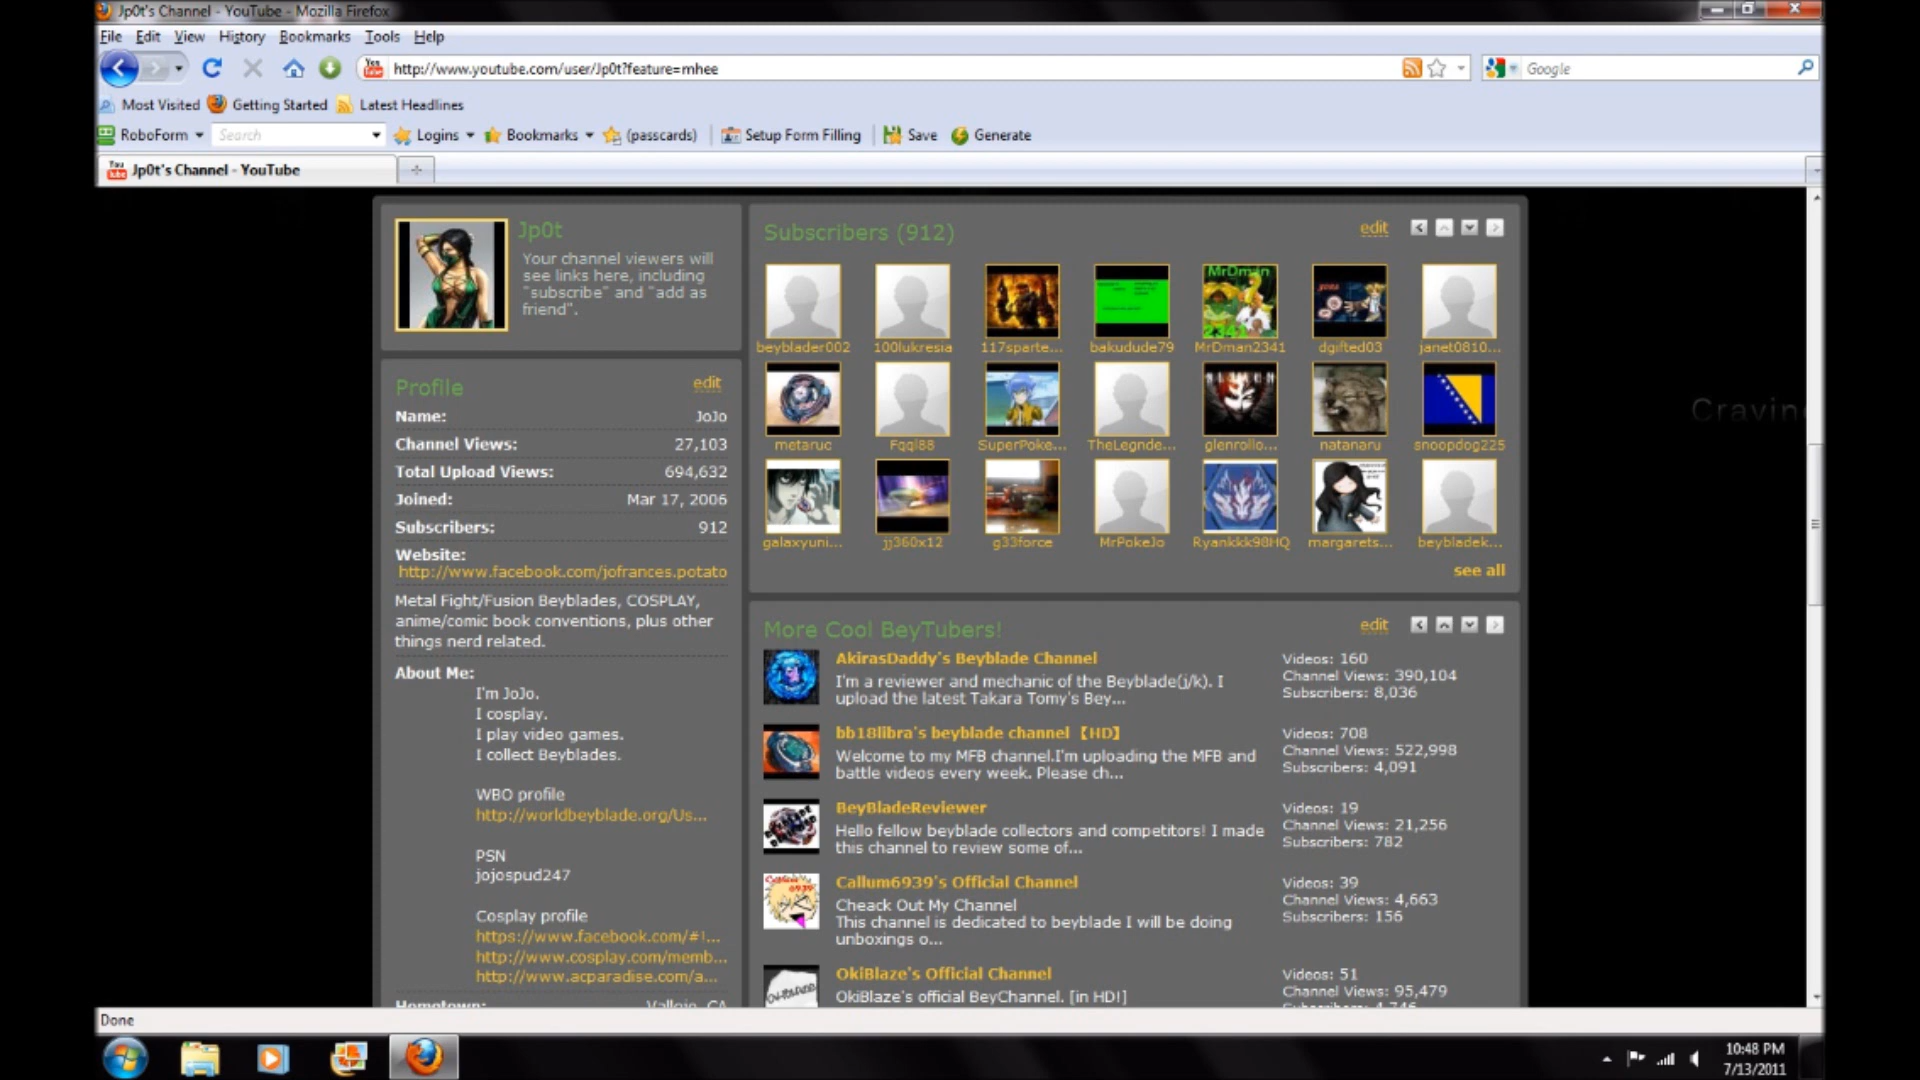 Jp0t's Channel - YouTube - Mozilla Firefox
File Edit View History Bookmarks Tools Help
http://www.youtube.com/user/Jp0t?feature=mhee
Google
Most Visited Getting Started Latest Headlines
RoboForm Search Logins Bookmarks (passcards) Setup Form Filling Save Generate
Jp0t's Channel - YouTube
Jp0t
Your channel viewers will
see links here, including
"subscribe" and "add as
friend".
Profile edit
Name: JoJo
Channel Views: 27,103
Total Upload Views: 694,632
Joined: Mar 17, 2006
Subscribers: 912
Website:
http://www.facebook.com/jofrances.potato
Metal Fight/Fusion Beyblades, COSPLAY,
anime/comic book conventions, plus other
things nerd related.
About Me:
I'm JoJo.
I cosplay.
I play video games.
I collect Beyblades.
WBO profile
http://worldbeyblade.org/Us...
PSN
jojospud247
Cosplay profile
https://www.facebook.com/#!...
http://www.cosplay.com/memb...
http://www.acparadise.com/a...
Hometown: Vallejo, CA
Subscribers (912) edit
MrDman
2341
beyblader002 100lukresia 117sparte... bakudude79 MrDman2341 dgifted03 janet0810...
metaruc Fqql88 SuperPoke... TheLegnde... glenrollo... natanaru snoopdog225
galaxyuni... jj360x12 g33force MrPokeJo Ryankkk98HQ margarets... beybladek...
see all
More Cool BeyTubers! edit
AkirasDaddy's Beyblade Channel
I'm a reviewer and mechanic of the Beyblade(j/k). I
upload the latest Takara Tomy's Bey...
Videos: 160
Channel Views: 390,104
Subscribers: 8,036
bb18libra's beyblade channel 【HD】
Welcome to my MFB channel.I'm uploading the MFB and
battle videos every week. Please ch...
Videos: 708
Channel Views: 522,998
Subscribers: 4,091
BeyBladeReviewer
Hello fellow beyblade collectors and competitors! I made
this channel to review some of...
Videos: 19
Channel Views: 21,256
Subscribers: 782
Callum6939's Official Channel
Cheack Out My Channel
This channel is dedicated to beyblade I will be doing
unboxings o...
Videos: 39
Channel Views: 4,663
Subscribers: 156
OkiBlaze's Official Channel
OkiBlaze's official BeyChannel. [in HD!]
Videos: 51
Channel Views: 95,479
Subscribers: 4,746
Cravin
Done
10:48 PM
7/13/2011